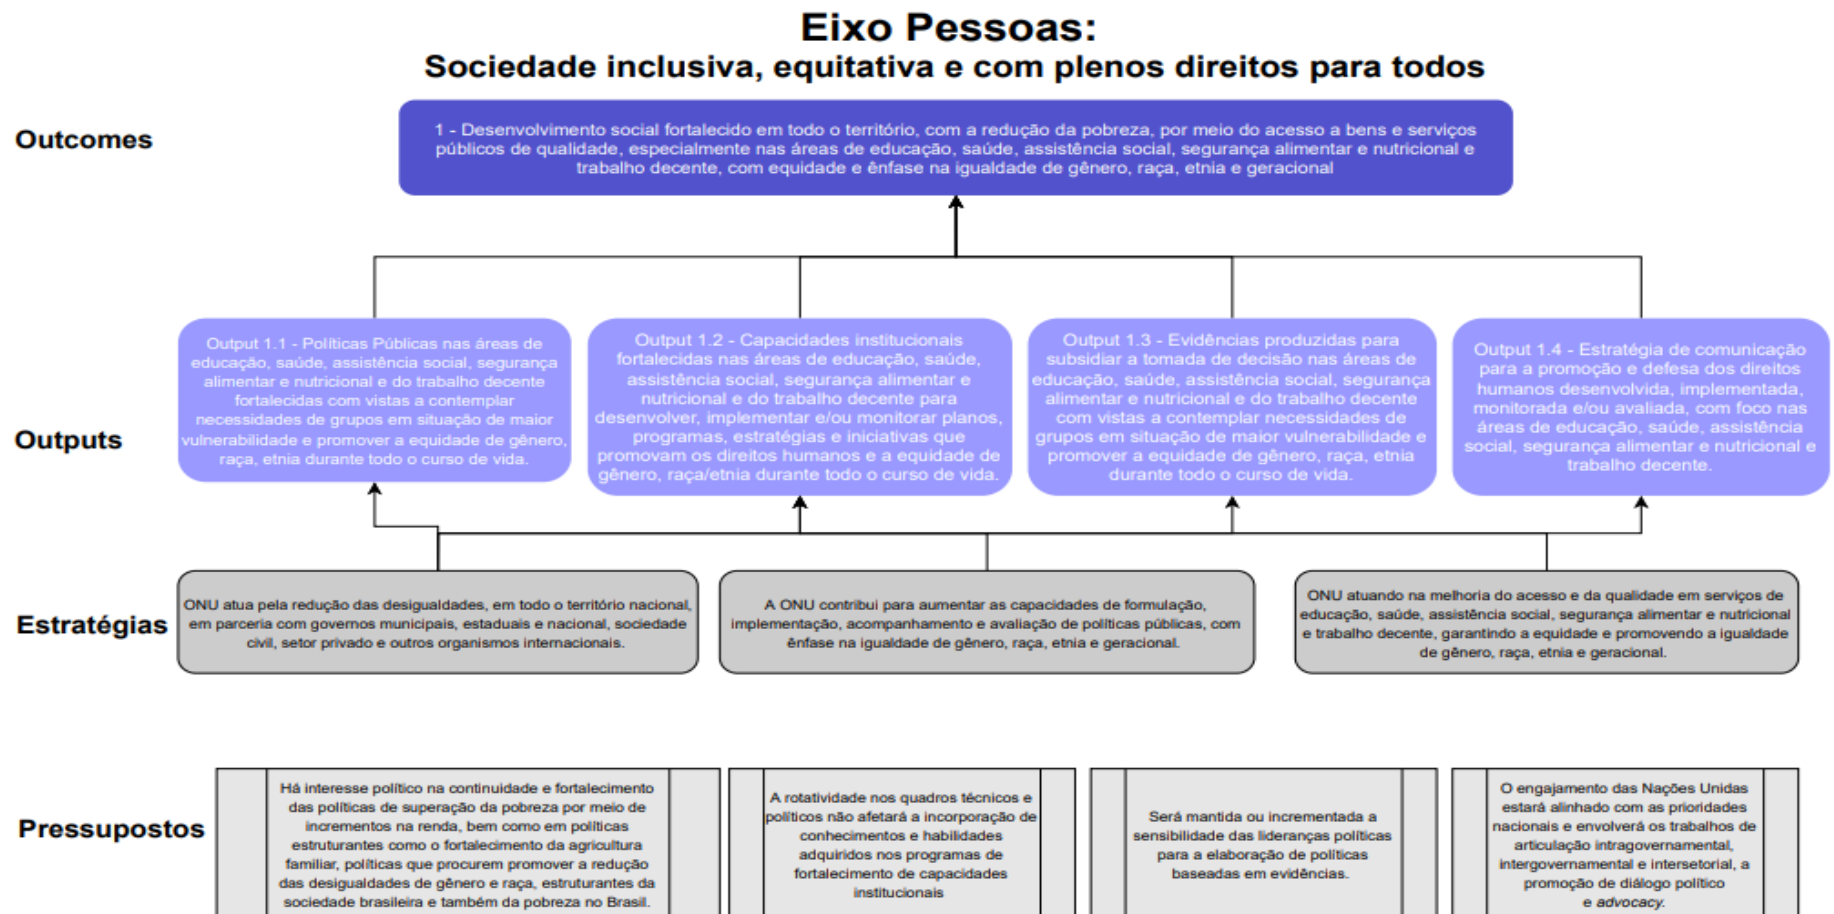 Eixo Pessoas:
Sociedade inclusiva, equitativa e com plenos direitos para todos
Outcomes
1 - Desenvolvimento social fortalecido em todo o território, com a redução da pobreza, por meio do acesso a bens e serviços
públicos de qualidade, especialmente nas áreas de educação, saúde, assistência social, segurança alimentar e nutricional e
trabalho decente, com equidade e ênfase na igualdade de gênero, raça, etnia e geracional
Outputs
Output 1.1 - Políticas Públicas nas áreas de
educação, saúde, assistência social, segurança
alimentar e nutricional e do trabalho decente
fortalecidas com vistas a contemplar
necessidades de grupos em situação de maior
vulnerabilidade e promover a equidade de gênero,
raça, etnia durante todo o curso de vida.
Output 1.2 - Capacidades institucionais
fortalecidas nas áreas de educação, saúde,
assistência social, segurança alimentar e
nutricional e do trabalho decente para
desenvolver, implementar e/ou monitorar planos,
programas, estratégias e iniciativas que
promovam os direitos humanos e a equidade de
gênero, raça/etnia durante todo o curso de vida.
Output 1.3 - Evidências produzidas para
subsidiar a tomada de decisão nas áreas de
educação, saúde, assistência social, segurança
alimentar e nutricional e do trabalho decente
com vistas a contemplar necessidades de
grupos em situação de maior vulnerabilidade e
promover a equidade de gênero, raça, etnia
durante todo o curso de vida.
Output 1.4 - Estratégia de comunicação
para a promoção e defesa dos direitos
humanos desenvolvida, implementada,
monitorada e/ou avaliada, com foco nas
áreas de educação, saúde, assistência
social, segurança alimentar e nutricional e
trabalho decente.
Estratégias
ONU atua pela redução das desigualdades, em todo o território nacional,
em parceria com governos municipais, estaduais e nacional, sociedade
civil, setor privado e outros organismos internacionais.
A ONU contribui para aumentar as capacidades de formulação,
implementação, acompanhamento e avaliação de políticas públicas, com
ênfase na igualdade de gênero, raça, etnia e geracional.
ONU atuando na melhoria do acesso e da qualidade em serviços de
educação, saúde, assistência social, segurança alimentar e nutricional
e trabalho decente, garantindo a equidade e promovendo a igualdade
de gênero, raça, etnia e geracional.
Pressupostos
Há interesse político na continuidade e fortalecimento
das políticas de superação da pobreza por meio de
incrementos na renda, bem como em políticas
estruturantes como o fortalecimento da agricultura
familiar, políticas que procurem promover a redução
das desigualdades de gênero e raça, estruturantes da
sociedade brasileira e também da pobreza no Brasil.
A rotatividade nos quadros técnicos e
políticos não afetará a incorporação de
conhecimentos e habilidades
adquiridos nos programas de
fortalecimento de capacidades
institucionais
Será mantida ou incrementada a
sensibilidade das lideranças políticas
para a elaboração de políticas
baseadas em evidências.
O engajamento das Nações Unidas
estará alinhado com as prioridades
nacionais e envolverá os trabalhos de
articulação intragovernamental,
intergovernamental e intersetorial, a
promoção de diálogo político
e advocacy.